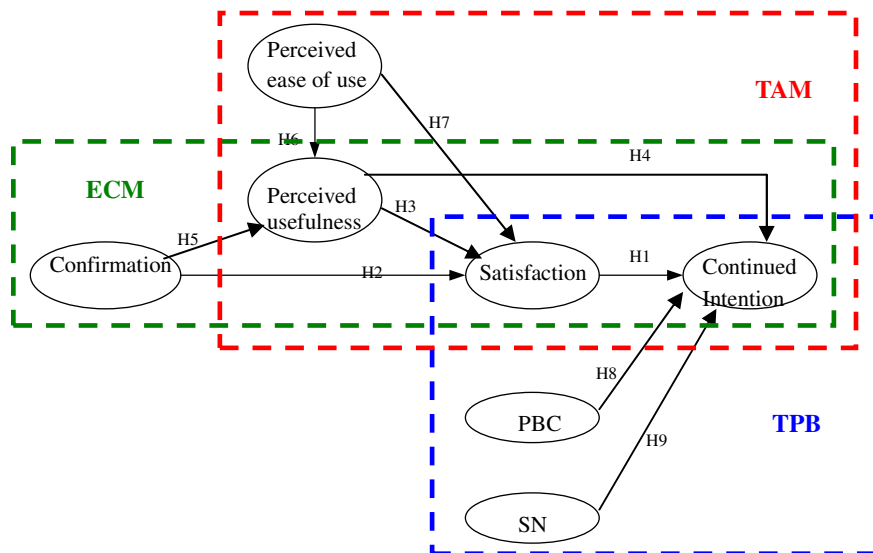 Perceived
ease of use
TAM
H7
H6
H4
ECM
Perceived
usefulness
H3
H5
Confirmation
H2
Satisfaction
H1
Continued
Intention
H8
PBC
TPB
H9
SN